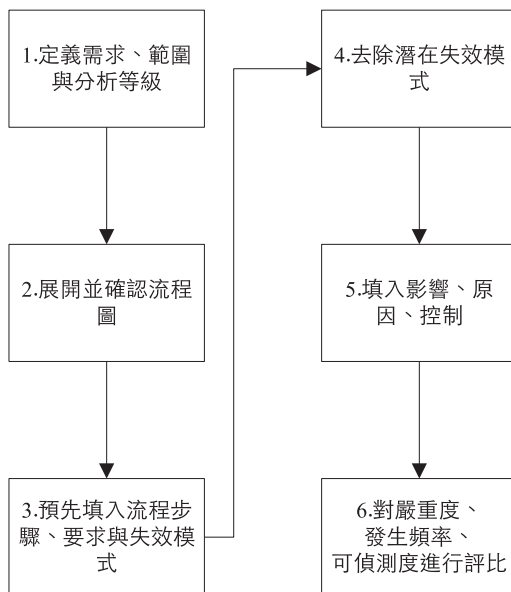 1.定義需求、範圍
與分析等級
2.展開並確認流程
圖
3.預先填入流程步
驟、要求與失效模
式
4.去除潛在失效模
式
5.填入影響、原
因、控制
6.對嚴重度、
發生頻率、
可偵測度進行評比